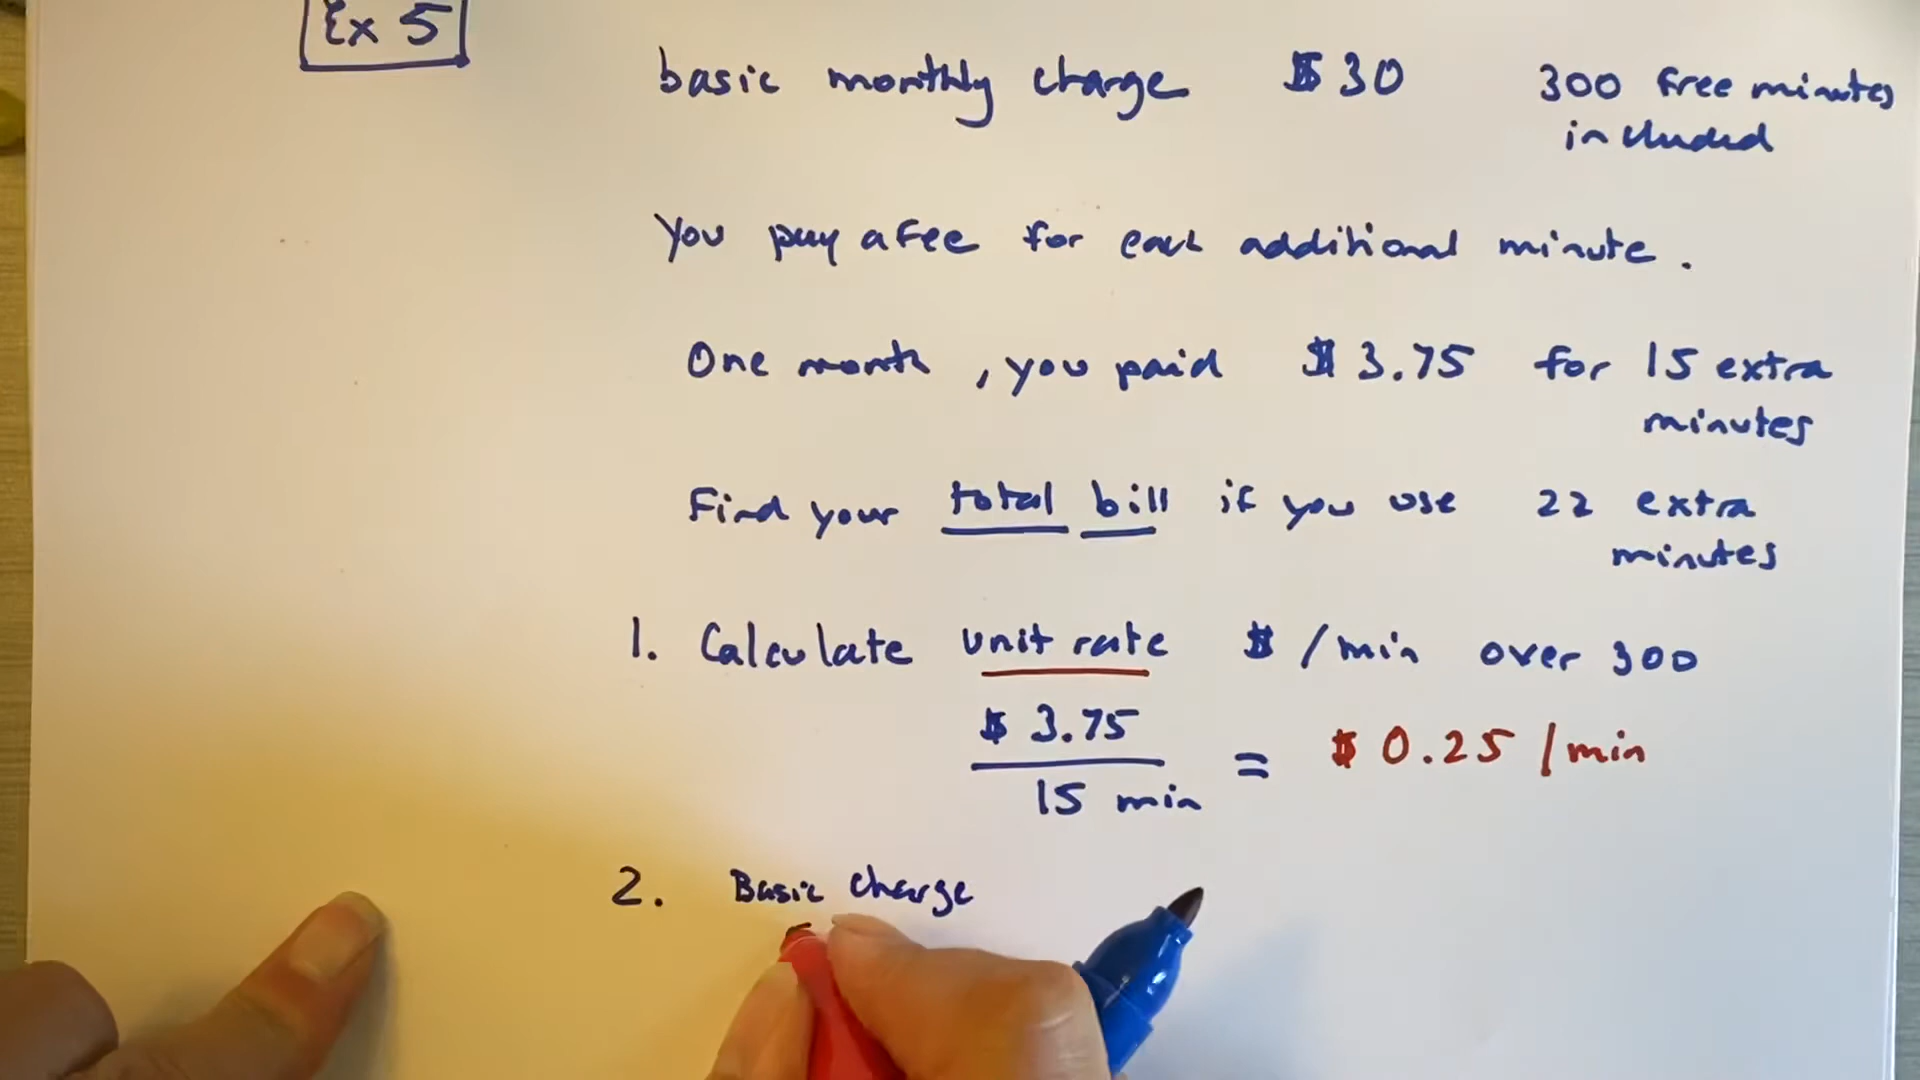 Ex 5
basic monthly charge $30 300 free minutes
included
You pay a fee for each additional minute.
One month, you paid $3.75 for 15 extra
minutes
Find your total bill if you use 22 extra
minutes
1. Calculate unit rate $ /min over 300
$ 3.75
15 min
= $ 0.25 /min
2. Basic charge